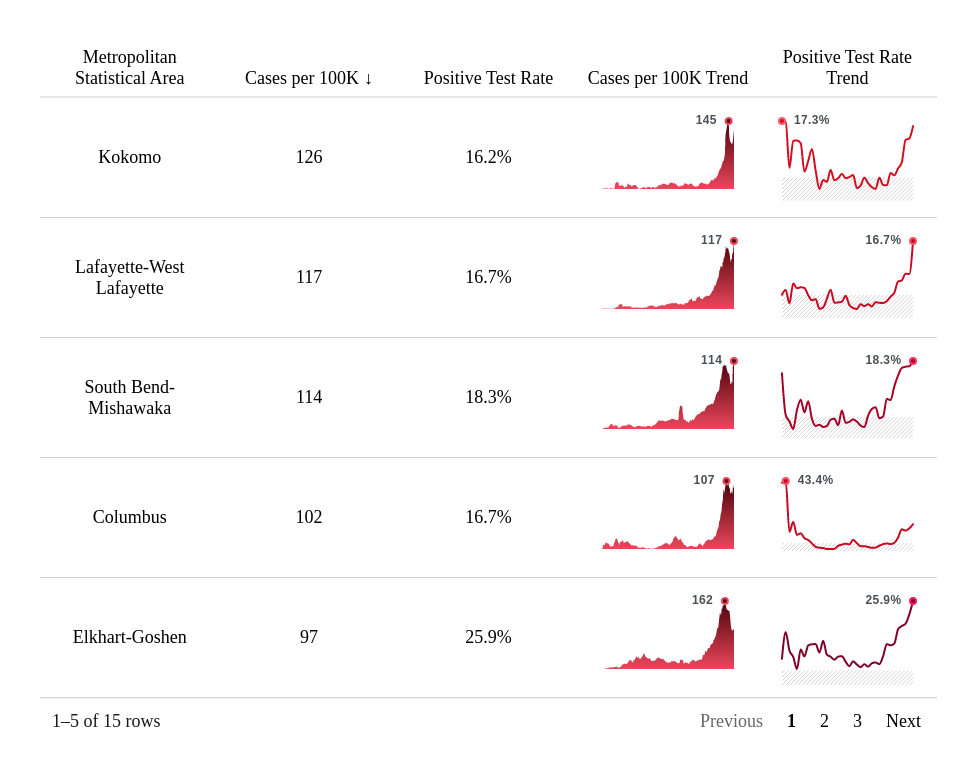 Metropolitan
Statistical Area
Cases per 100K ↓
Positive Test Rate
Cases per 100K Trend
Positive Test Rate
Trend
Kokomo
126
16.2%
145
17.3%
Lafayette-West
Lafayette
117
16.7%
117
16.7%
South Bend-
Mishawaka
114
18.3%
114
18.3%
Columbus
102
16.7%
107
43.4%
Elkhart-Goshen
97
25.9%
162
25.9%
1–5 of 15 rows
Previous 1 2 3 Next